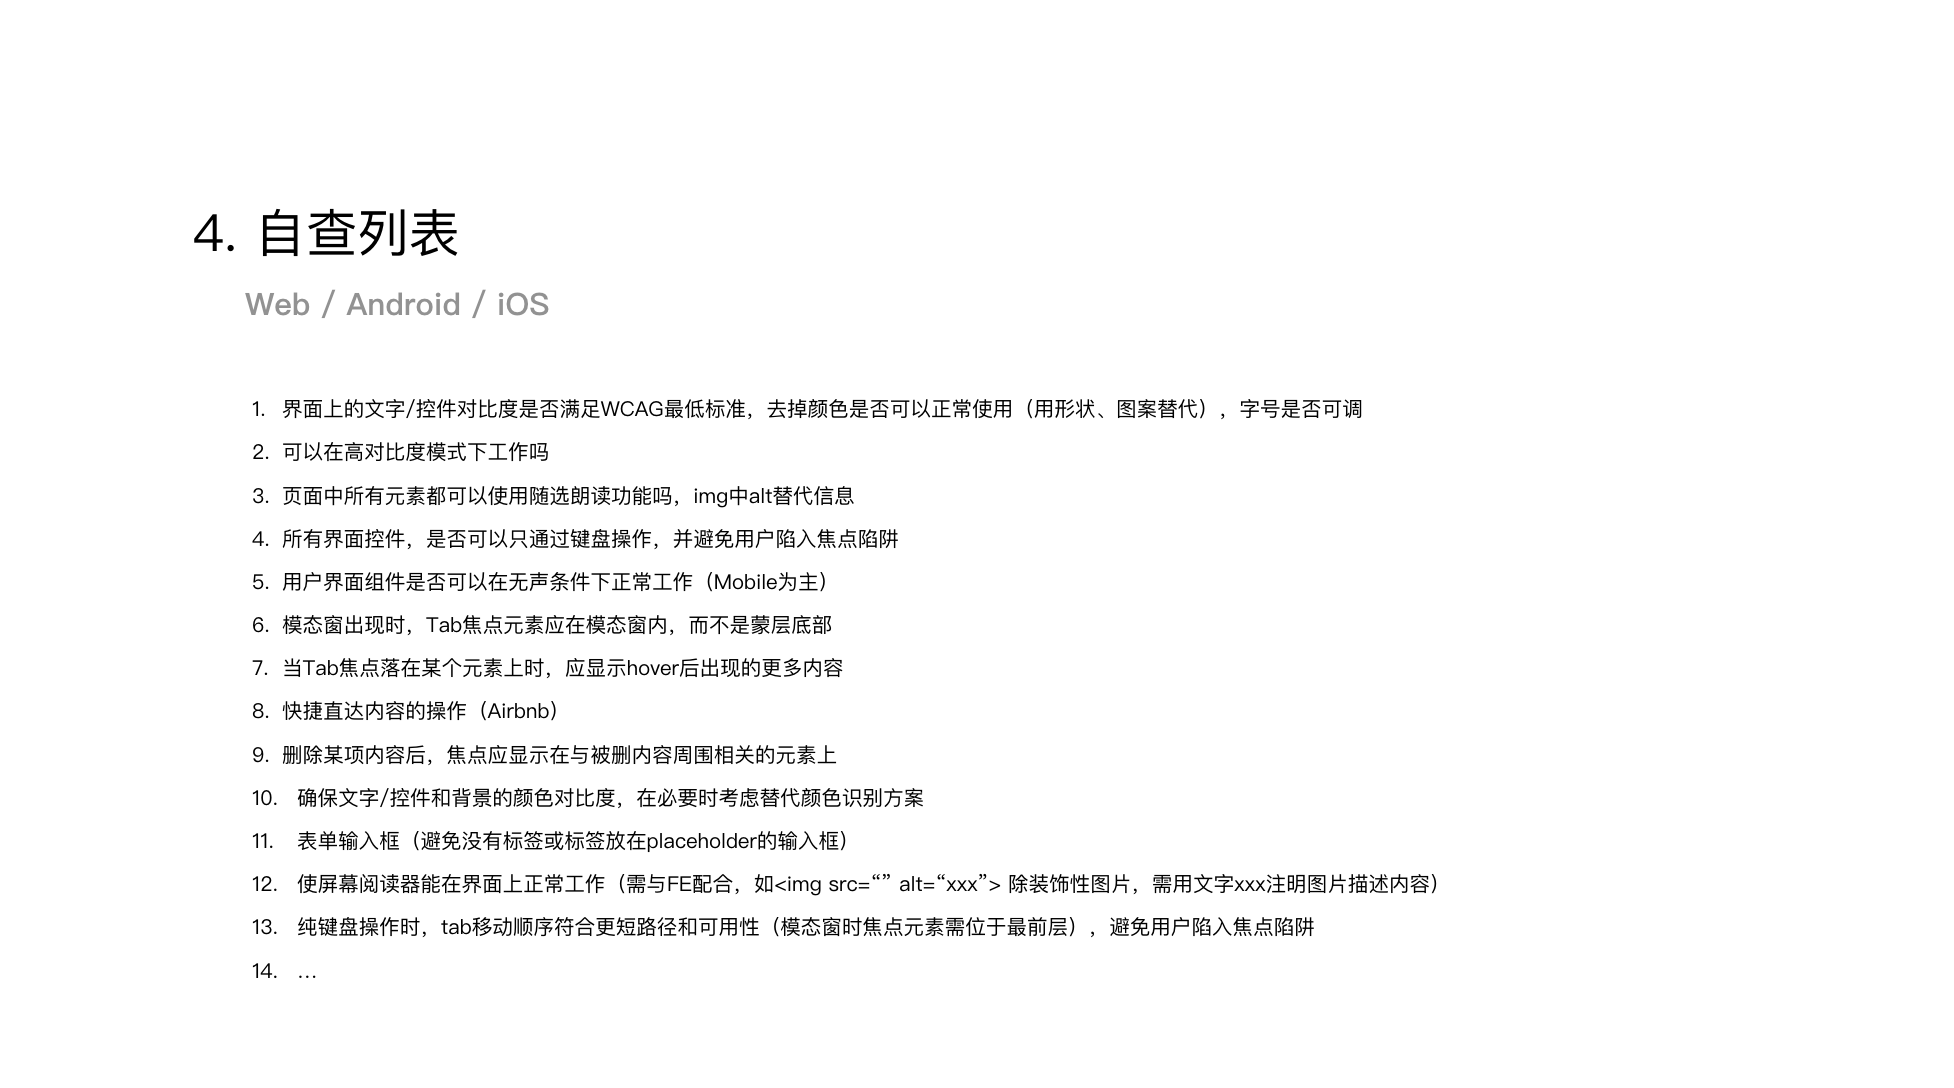 4. 自查列表
Web / Android / iOS
1. 界面上的文字/控件对比度是否满足WCAG最低标准，去掉颜色是否可以正常使用（用形状、图案替代），字号是否可调
2. 可以在高对比度模式下工作吗
3. 页面中所有元素都可以使用随选朗读功能吗，img中alt替代信息
4. 所有界面控件，是否可以只通过键盘操作，并避免用户陷入焦点陷阱
5. 用户界面组件是否可以在无声条件下正常工作（Mobile为主）
6. 模态窗出现时，Tab焦点元素应在模态窗内，而不是蒙层底部
7. 当Tab焦点落在某个元素上时，应显示hover后出现的更多内容
8. 快捷直达内容的操作（Airbnb）
9. 删除某项内容后，焦点应显示在与被删内容周围相关的元素上
10. 确保文字/控件和背景的颜色对比度，在必要时考虑替代颜色识别方案
11. 表单输入框（避免没有标签或标签放在placeholder的输入框）
12. 使屏幕阅读器能在界面上正常工作（需与FE配合，如<img src=“” alt=“xxx”> 除装饰性图片，需用文字xxx注明图片描述内容）
13. 纯键盘操作时，tab移动顺序符合更短路径和可用性（模态窗时焦点元素需位于最前层），避免用户陷入焦点陷阱
14. …